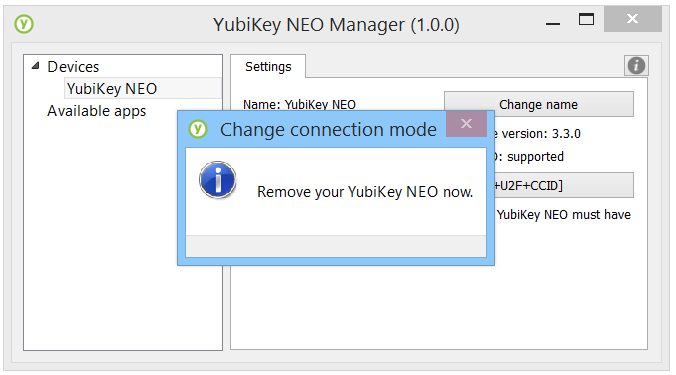 YubiKey NEO Manager (1.0.0)
Devices
YubiKey NEO
Available apps
Settings
Name: YubiKey NEO
Change name
version: 3.3.0
: supported
Change connection mode
Remove your YubiKey NEO now.
+U2F+CCID]
YubiKey NEO must have